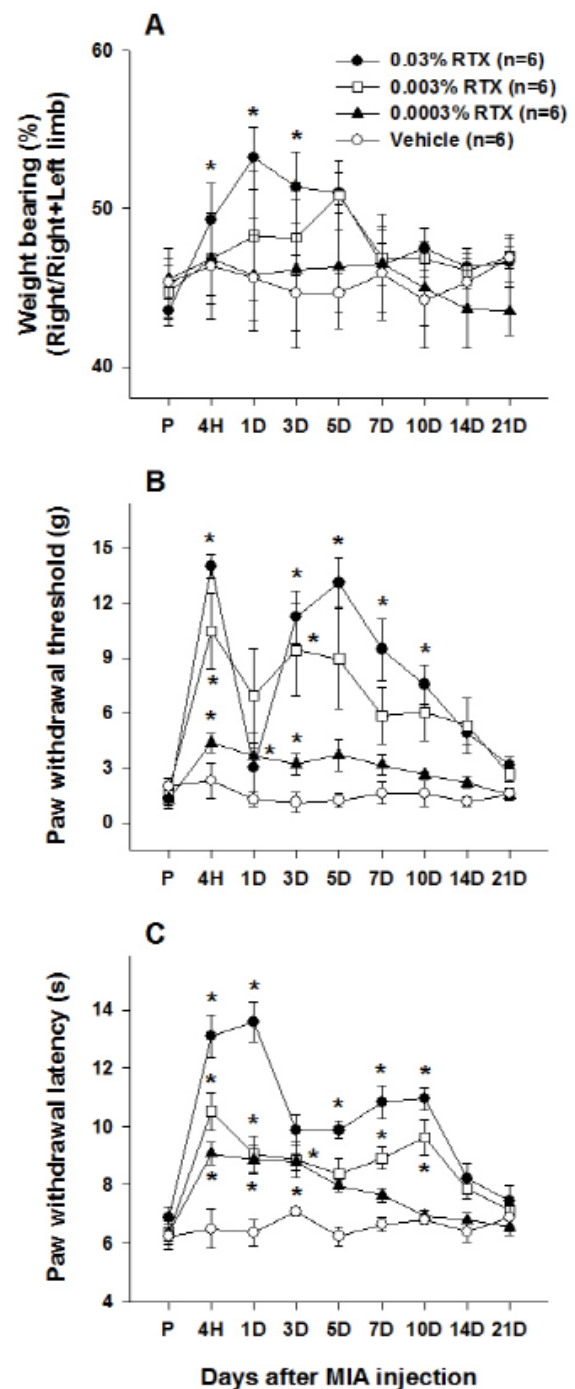 A
60
50
40
Weight bearing (%)
(Right/Right+Left limb)
0.03% RTX (n=6)
0.003% RTX (n=6)
0.0003% RTX (n=6)
Vehicle (n=6)
* * *
P 4H 1D 3D 5D 7D 10D 14D 21D
B
15
12
9
6
3
0
Paw withdrawal threshold (g)
* * * * * * * * * *
P 4H 1D 3D 5D 7D 10D 14D 21D
C
14
12
10
8
6
4
Paw withdrawal latency (s)
* * * * * * * * * * * * *
P 4H 1D 3D 5D 7D 10D 14D 21D
Days after MIA injection